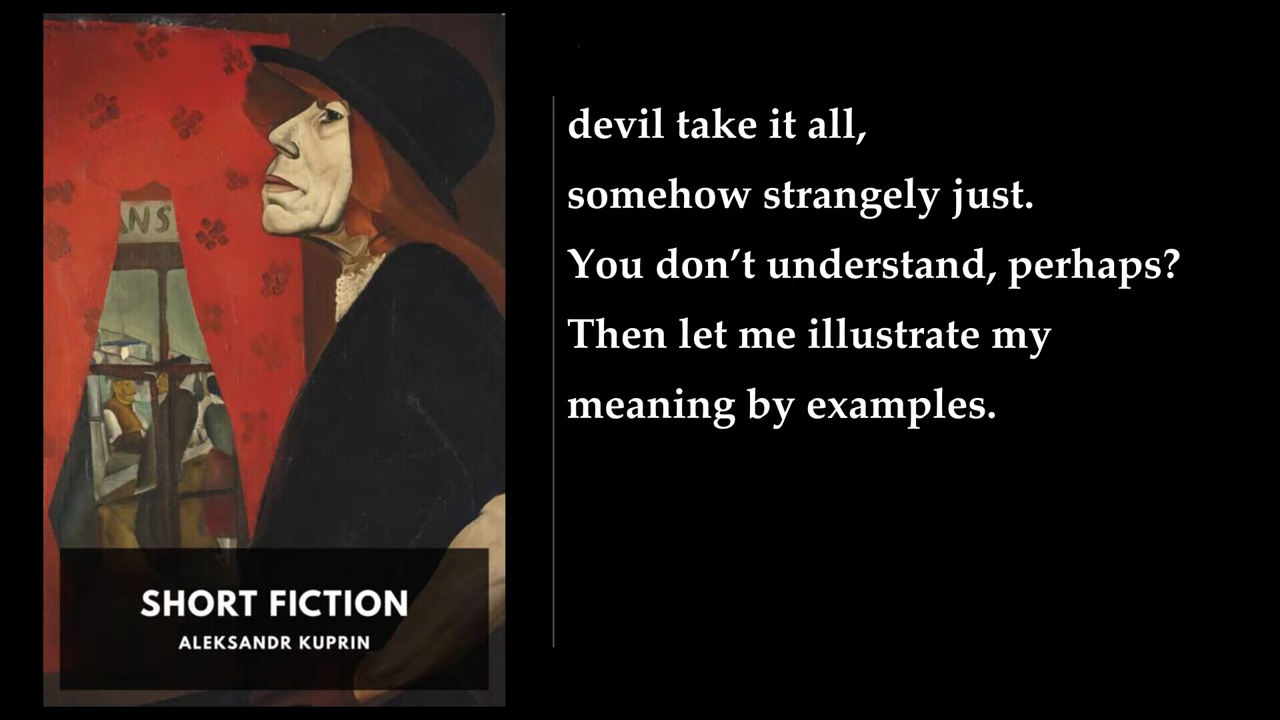 ANS
SHORT FICTION
ALEKSANDR KUPRIN
devil take it all,
somehow strangely just.
You don’t understand, perhaps?
Then let me illustrate my
meaning by examples.